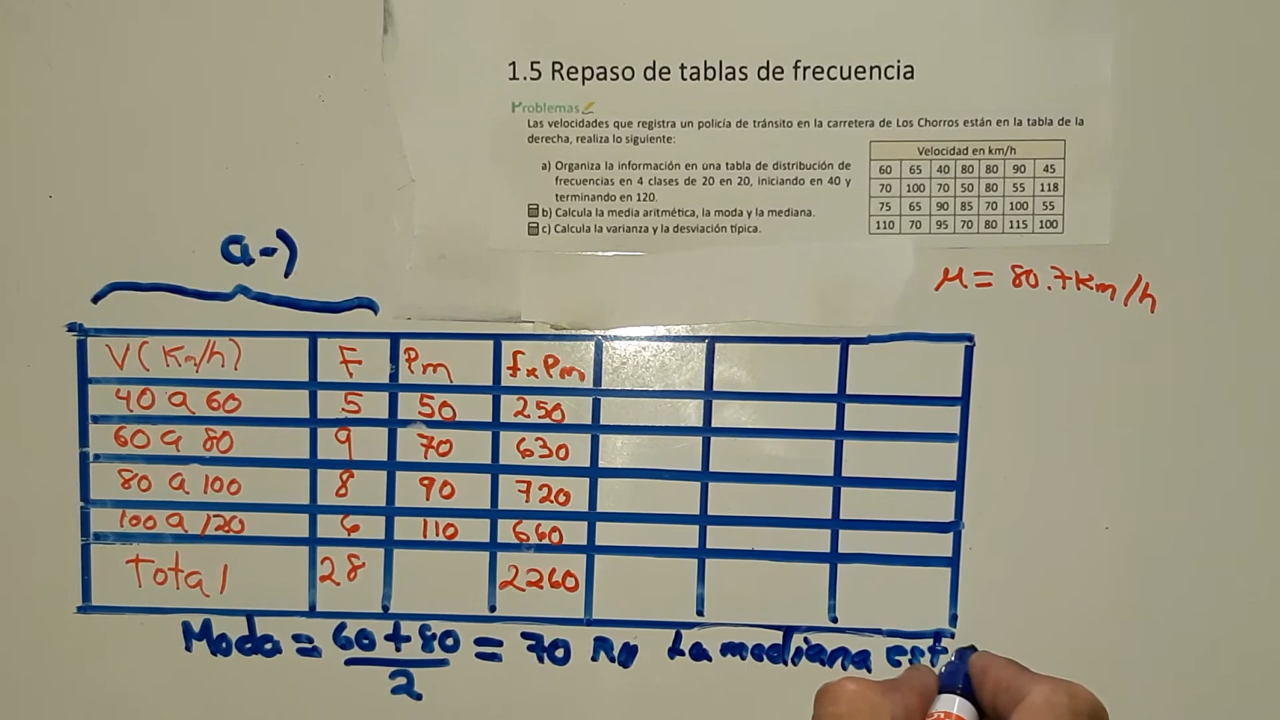 1.5 Repaso de tablas de frecuencia
Problemas
Las velocidades que registra un policía de tránsito en la carretera de Los Chorros están en la tabla de la
derecha, realiza lo siguiente:
a) Organiza la información en una tabla de distribución de
frecuencias en 4 clases de 20 en 20, iniciando en 40 y
terminando en 120.
b) Calcula la media aritmética, la moda y la mediana.
c) Calcula la varianza y la desviación típica.
Velocidad en km/h
60 65 40 80 80 90 45
70 100 70 50 80 55 118
75 65 90 85 70 100 55
110 70 95 70 80 115 100
a-)
μ = 80.7 Km/h
V (Km/h) F Pm f x Pm
40 a 60 5 50 250
60 a 80 9 70 630
80 a 100 8 90 720
100 a 120 6 110 660
Total 28 2260
Moda = 60+80/2 = 70 La mediana est